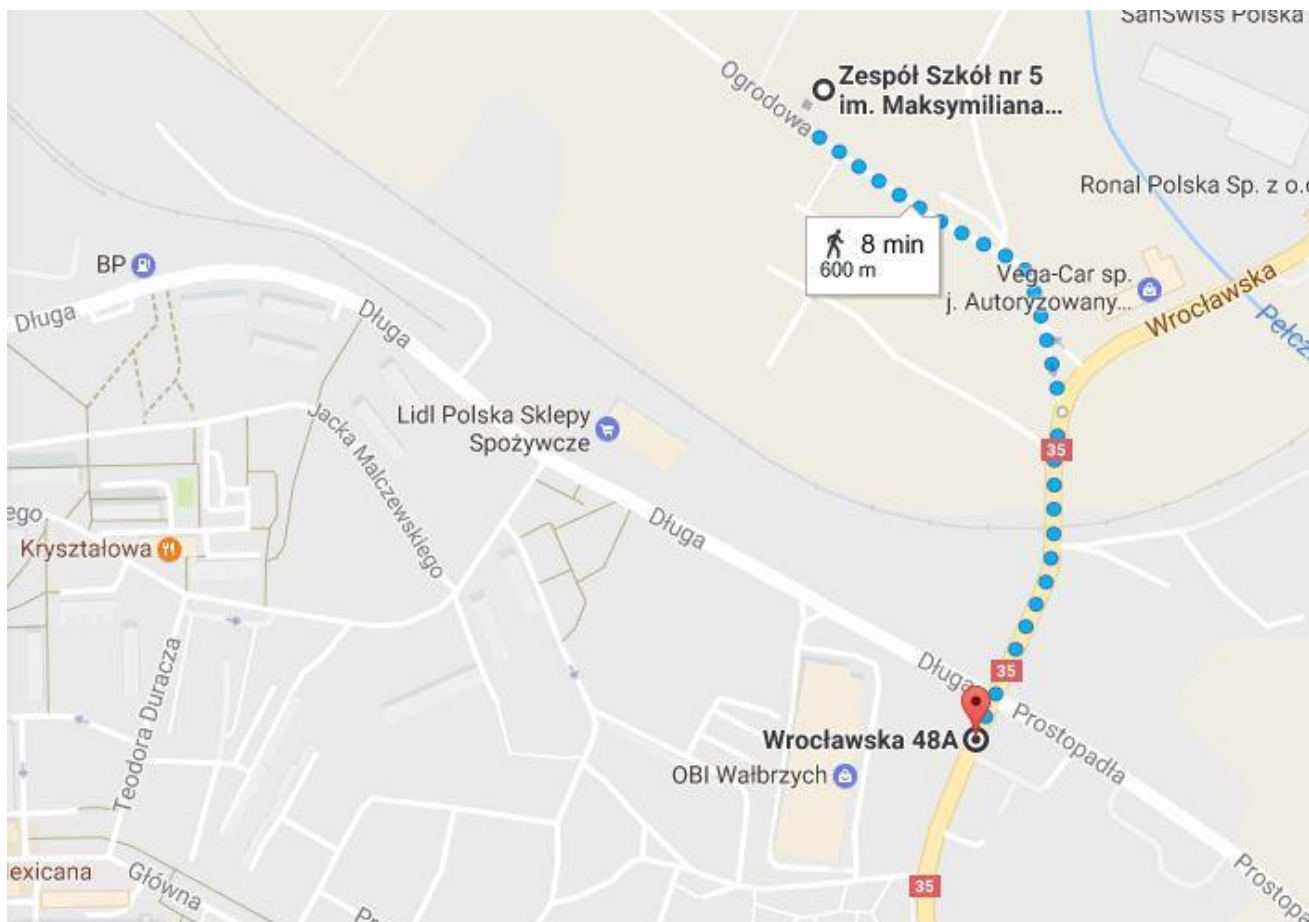 SanSwiss Polska
Zespół Szkół nr 5
im. Maksymiliana...
Ogrodowa
Ronal Polska Sp. z o.o
8 min
600 m
BP
Vega-Car sp.
j. Autoryzowany...
Wrocławska
Długa
Długa
Pełcz
Lidl Polska Sklepy
Spożywcze
Jacka Malczewskiego
35
ego
Długa
Kryształowa
Teodora Duracza
Długa
35
Prostopadła
Wrocławska 48A
OBI Wałbrzych
exicana
Główna
35
Prostopa